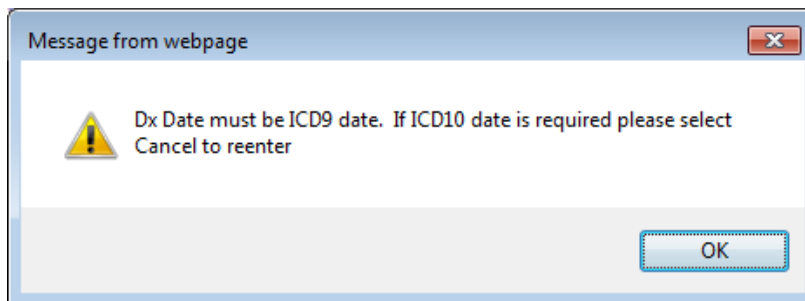 Message from webpage
Dx Date must be ICD9 date.  If ICD10 date is required please select
Cancel to reenter
OK